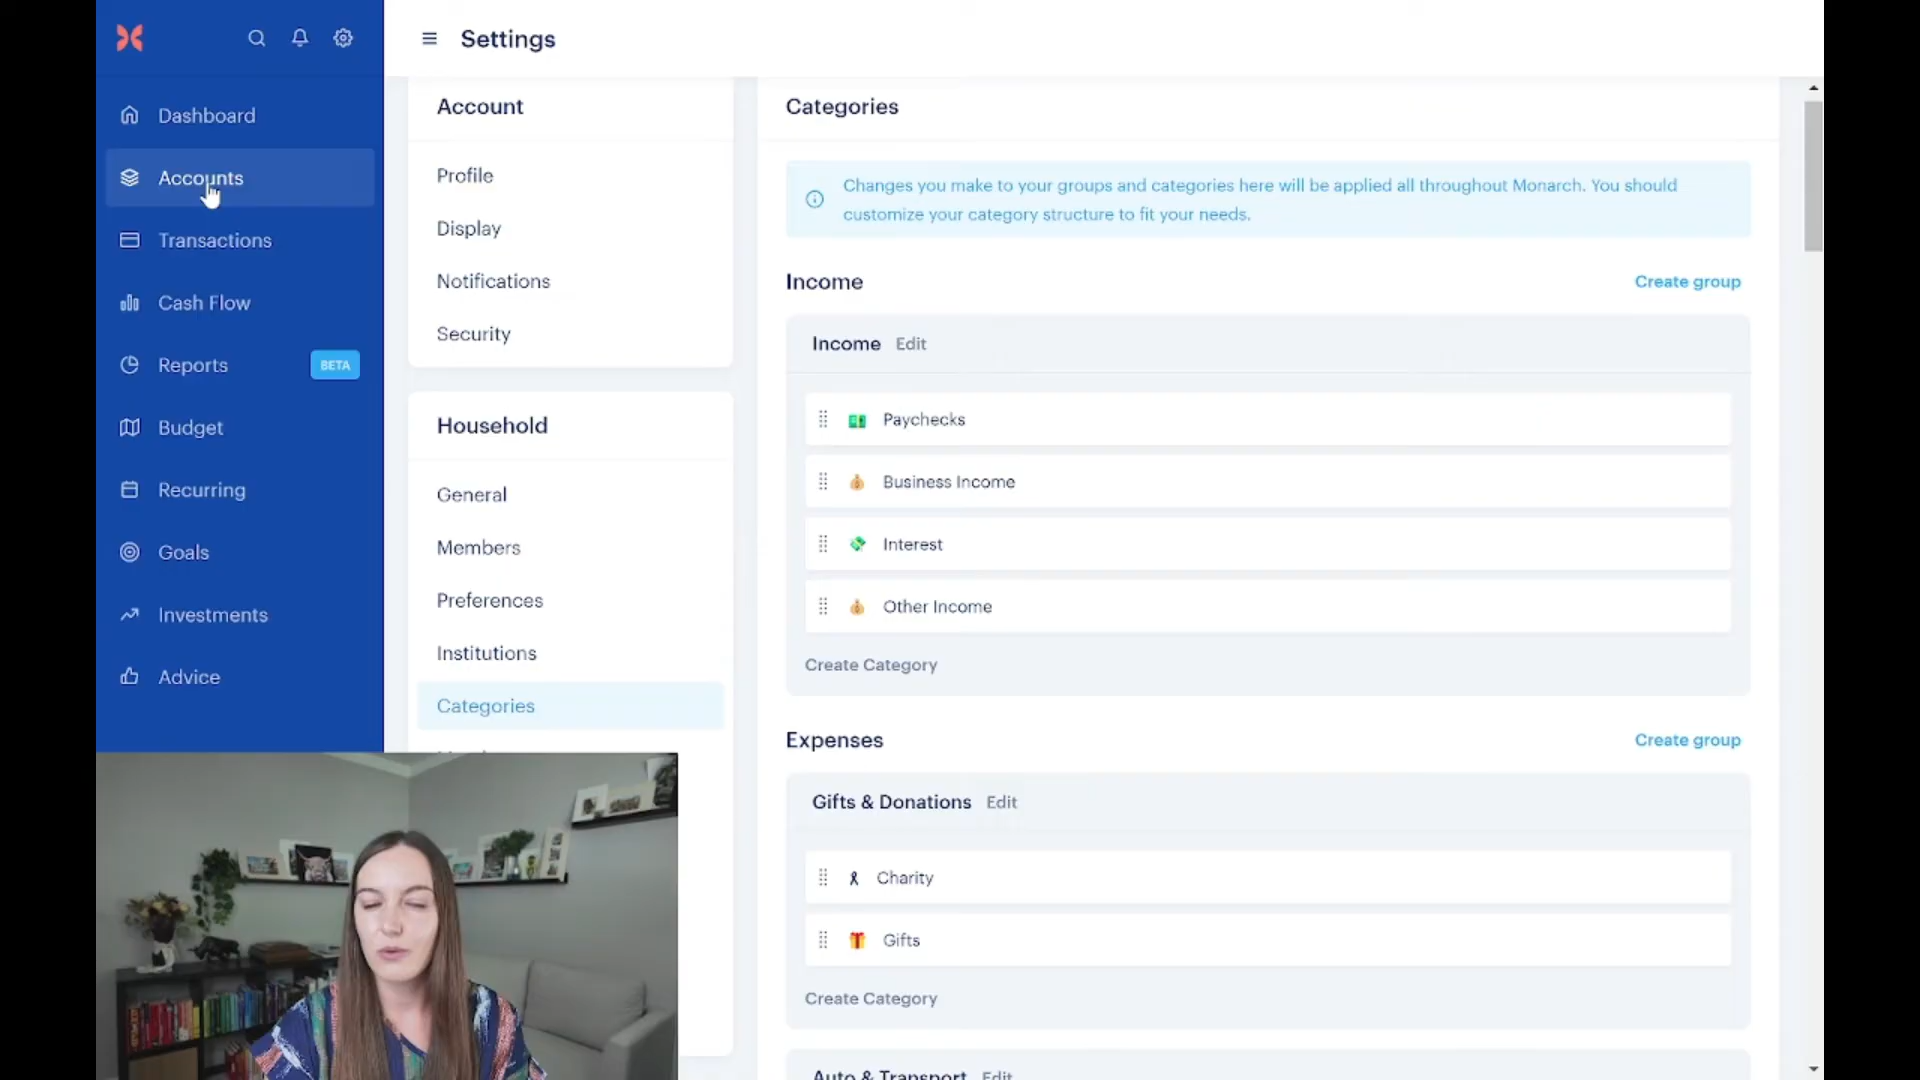 Settings
Dashboard
Accounts
Transactions
Cash Flow
Reports
BETA
Budget
Recurring
Goals
Investments
Advice
Account
Profile
Display
Notifications
Security
Household
General
Members
Preferences
Institutions
Categories
Categories
Changes you make to your groups and categories here will be applied all throughout Monarch. You should
customize your category structure to fit your needs.
Income
Create group
Income Edit
Paychecks
Business Income
Interest
Other Income
Create Category
Expenses
Create group
Gifts & Donations Edit
Charity
Gifts
Create Category
Auto & Transport Edit